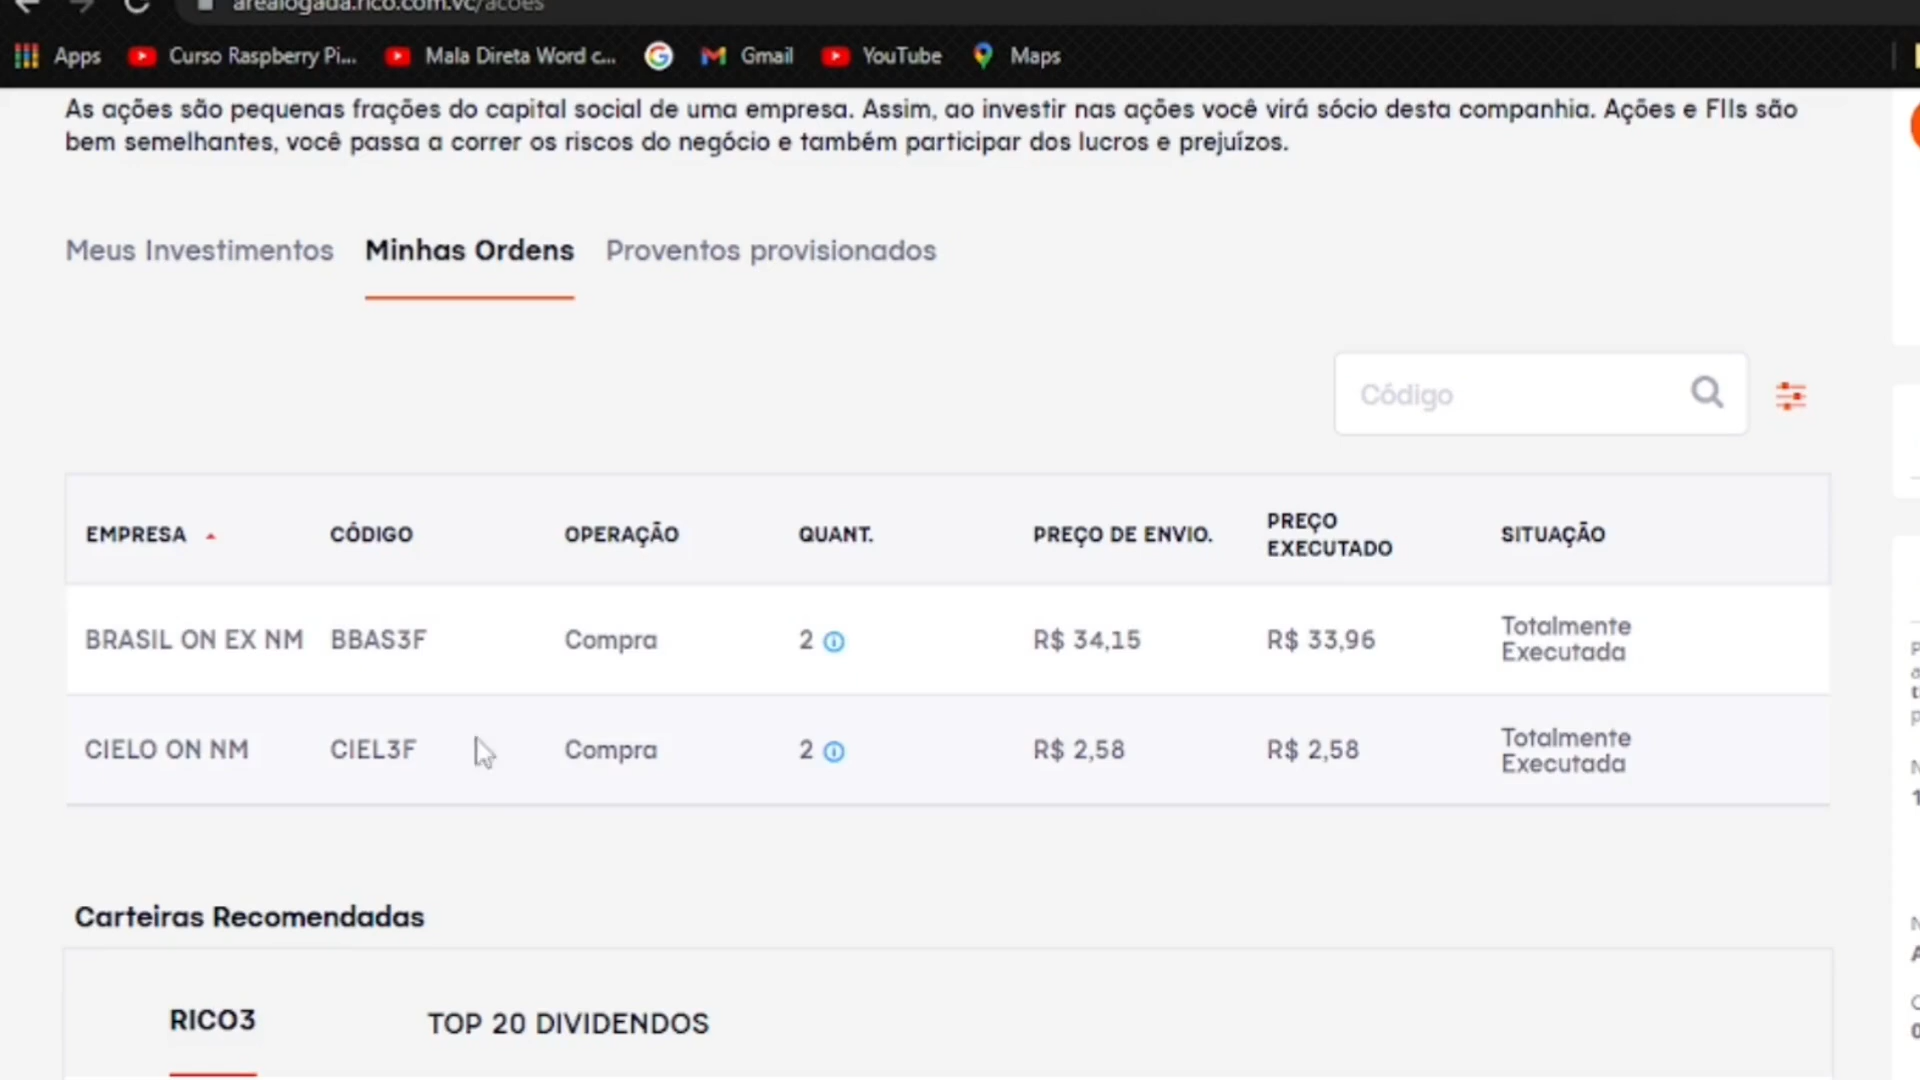 arealogada.rico.com.vc/acoes
Apps Curso Raspberry Pi... Mala Direta Word c... Gmail YouTube Maps
As ações são pequenas frações do capital social de uma empresa. Assim, ao investir nas ações você virá sócio desta companhia. Ações e FIIs são
bem semelhantes, você passa a correr os riscos do negócio e também participar dos lucros e prejuízos.
Meus Investimentos Minhas Ordens Proventos provisionados
Código
EMPRESA CÓDIGO OPERAÇÃO QUANT. PREÇO DE ENVIO. PREÇO EXECUTADO SITUAÇÃO
BRASIL ON EX NM BBAS3F Compra 2 R$ 34,15 R$ 33,96 Totalmente Executada
CIELO ON NM CIEL3F Compra 2 R$ 2,58 R$ 2,58 Totalmente Executada
Carteiras Recomendadas
RICO3 TOP 20 DIVIDENDOS